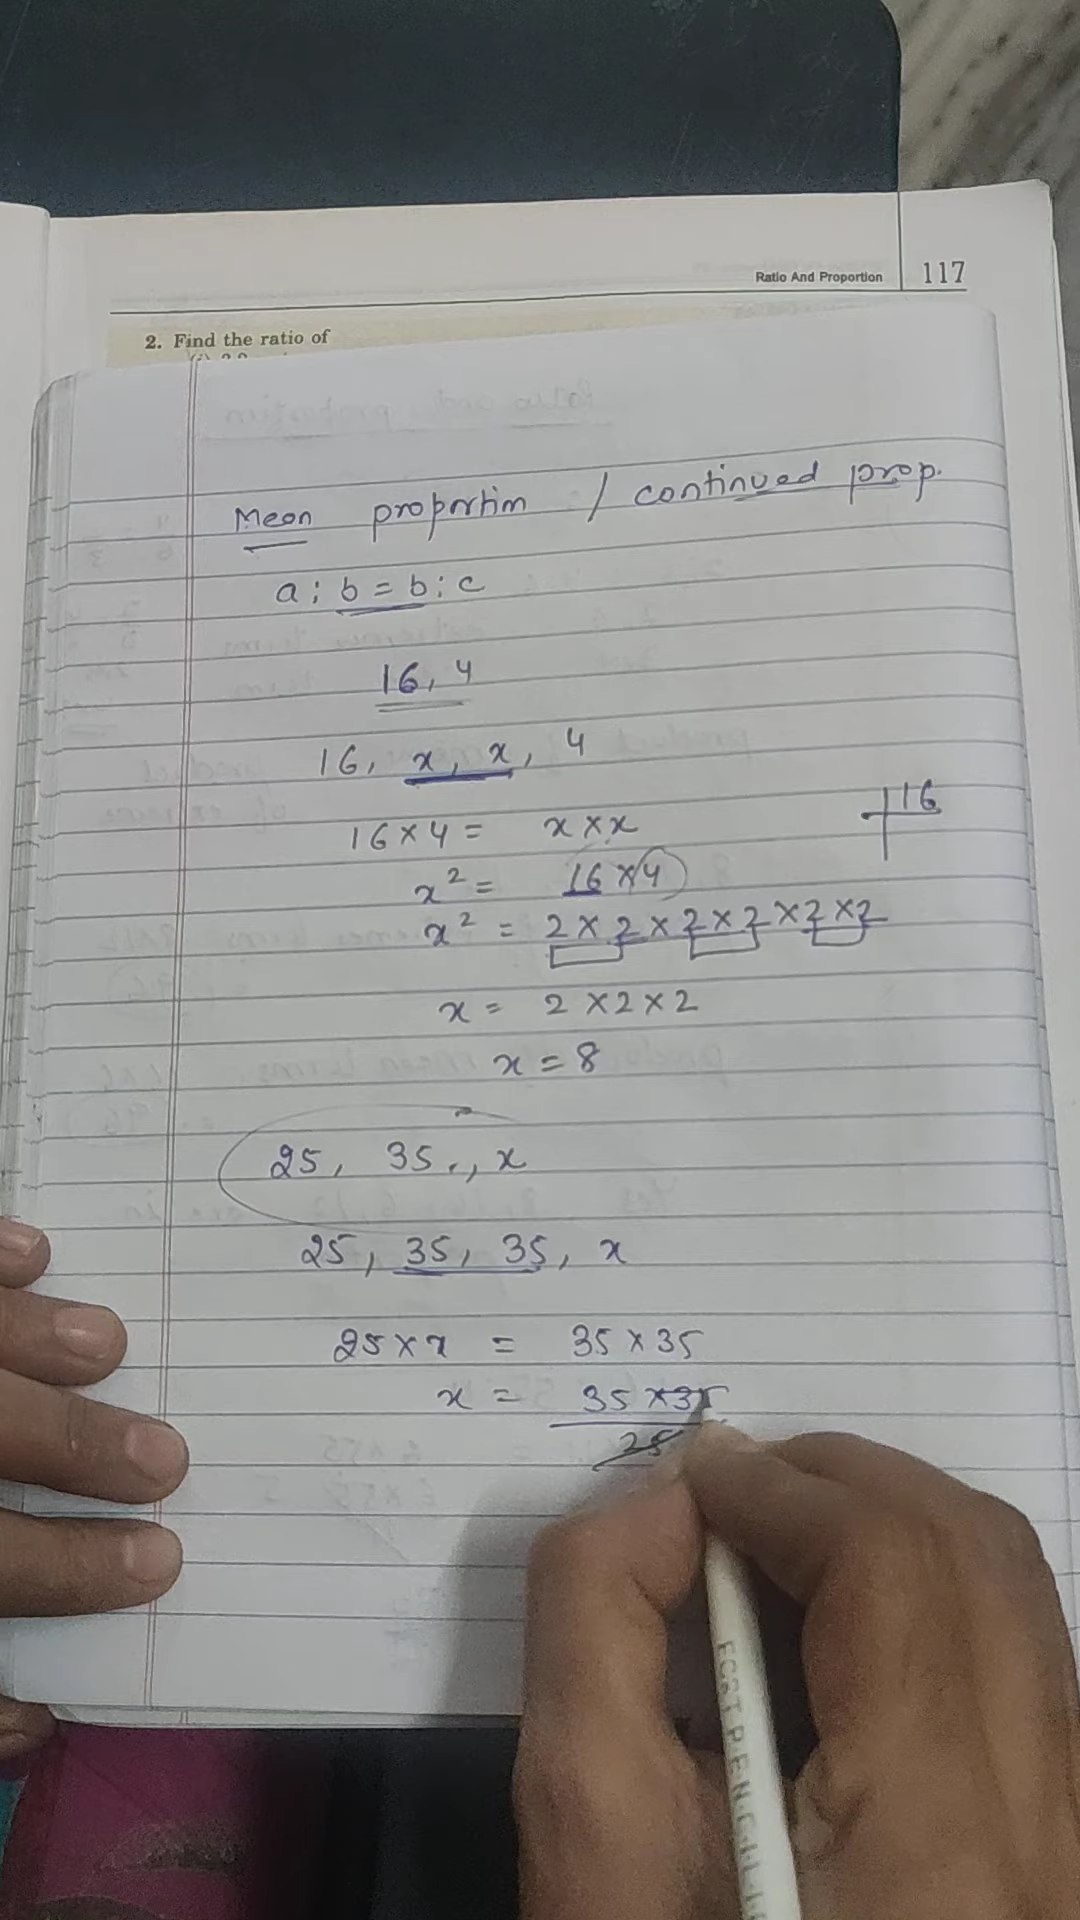 Ratio And Proportion 117
2. Find the ratio of
Mean proportion / continued prop.
a : b = b : c
16, 4
16, x, x, 4
16 × 4 = x × x
16
x² = 16 × 4
x² = 2 × 2 × 2 × 2 × 2 × 2
x = 2 × 2 × 2
x = 8
25, 35., x
25, 35, 35, x
25 × x = 35 × 35
x = 35 × 35
25